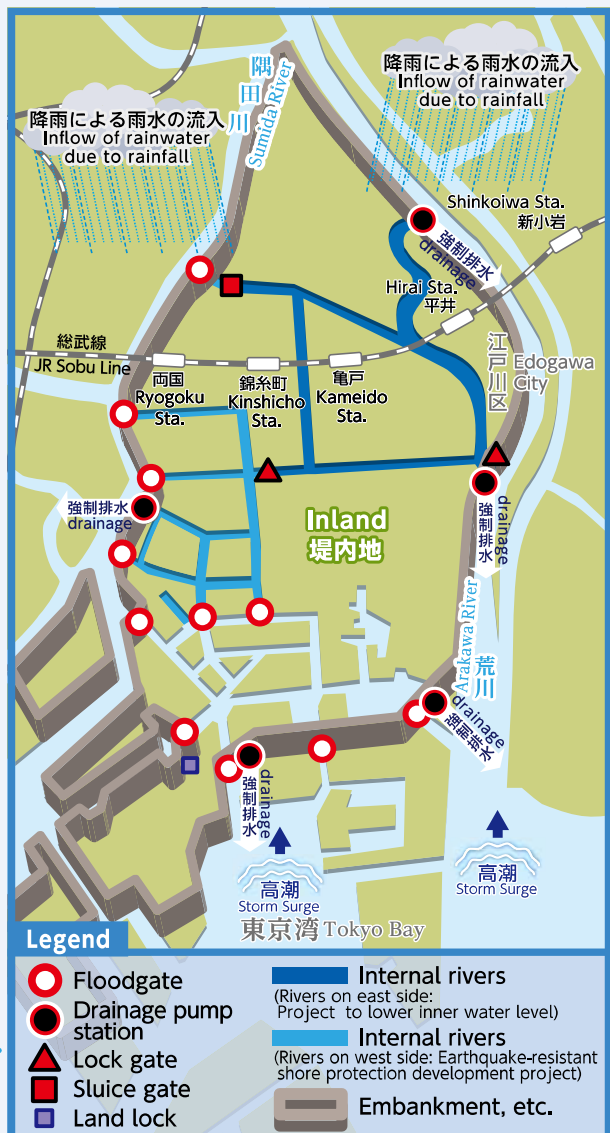 降雨による雨水の流入
Inflow of rainwater
due to rainfall
隅田川
Sumida River
降雨による雨水の流入
Inflow of rainwater
due to rainfall
Shinkoiwa Sta.
新小岩
強制排水
drainage
Hirai Sta.
平井
総武線
JR Sobu Line
両国
Ryogoku
Sta.
錦糸町
Kinshicho
Sta.
亀戸
Kameido
Sta.
江戸川区
Edogawa
City
強制排水
drainage
Inland
堤内地
drainage
強制排水
Arakawa River
荒川
drainage
強制排水
drainage
強制排水
高潮
Storm Surge
高潮
Storm Surge
東京湾 Tokyo Bay
Legend
Floodgate
Drainage pump
station
Lock gate
Sluice gate
Land lock
Internal rivers
(Rivers on east side:
Project to lower inner water level)
Internal rivers
(Rivers on west side: Earthquake-resistant
shore protection development project)
Embankment, etc.